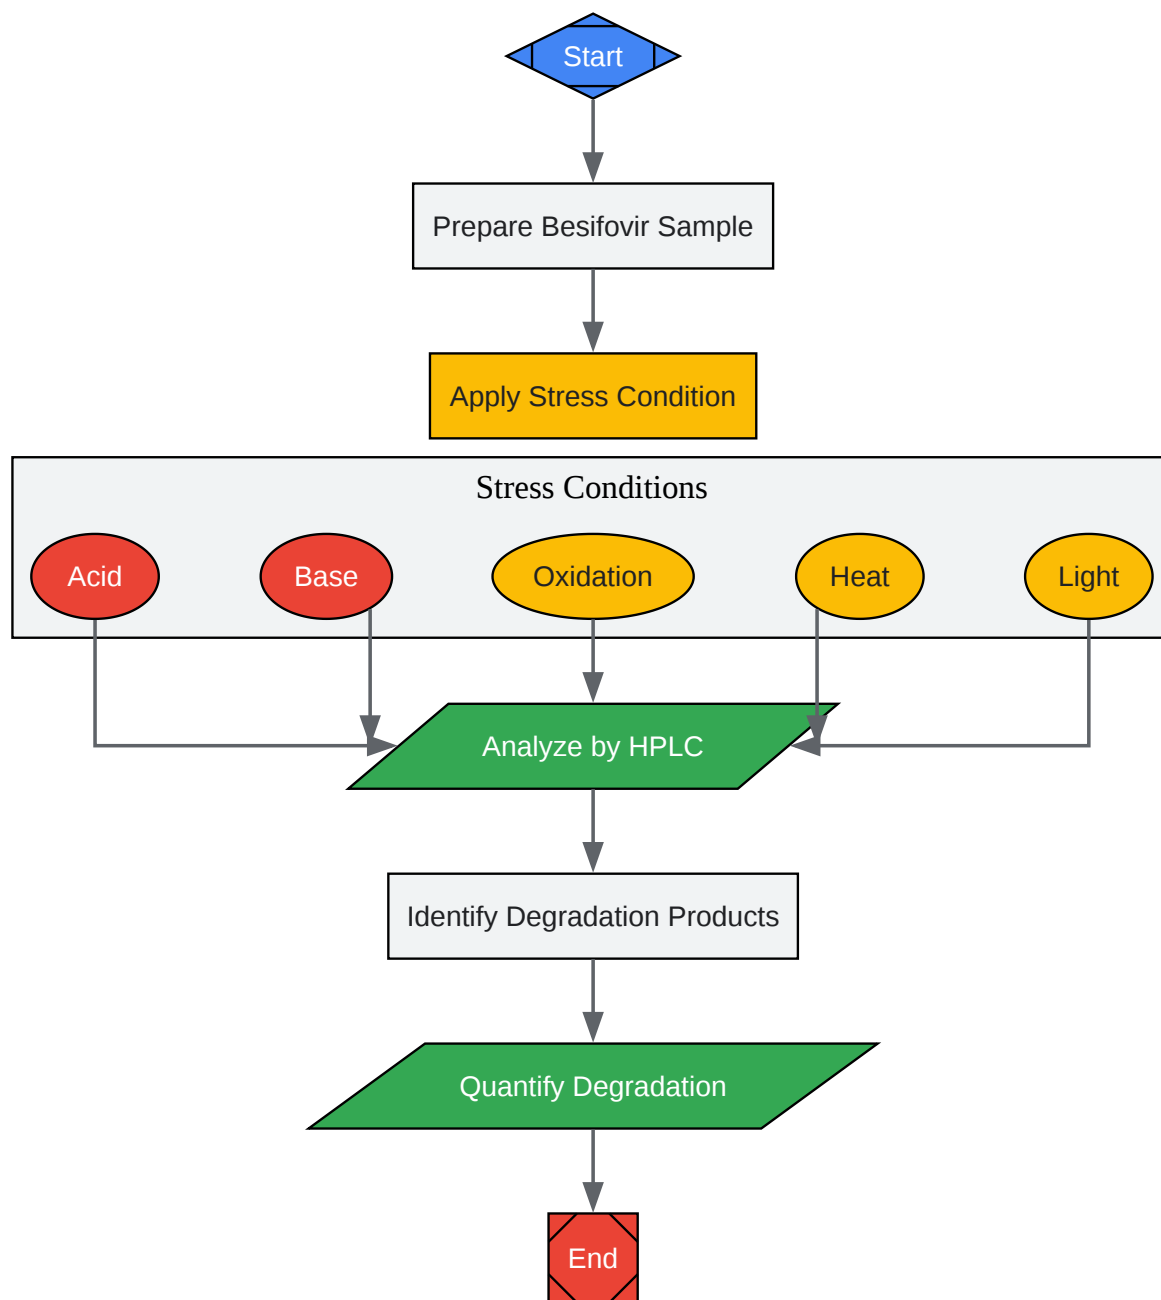 Start
Prepare Besifovir Sample
Apply Stress Condition
Stress Conditions
Acid
Base
Oxidation
Heat
Light
Analyze by HPLC
Identify Degradation Products
Quantify Degradation
End